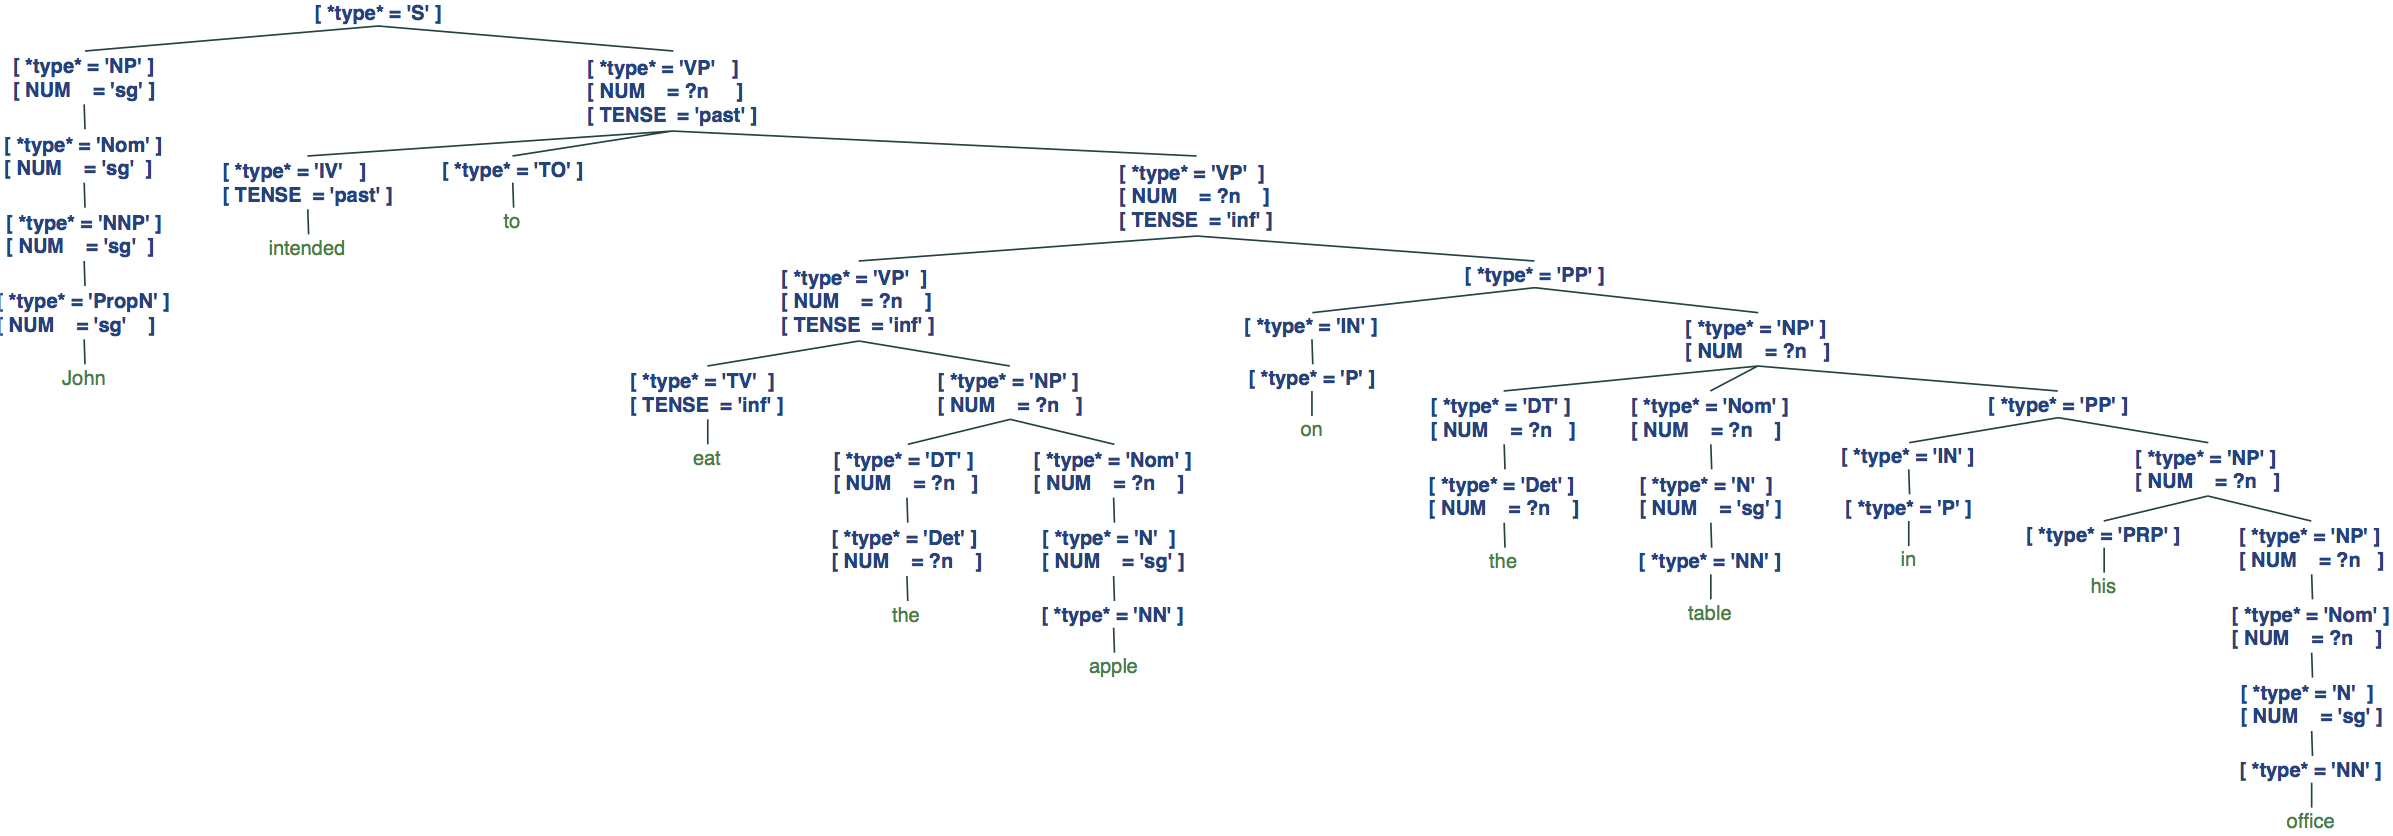 [ *type* = 'S' ]
[ *type* = 'NP' ]
[ NUM = 'sg' ]
[ *type* = 'VP' ]
[ NUM = ?n ]
[ TENSE = 'past' ]
[ *type* = 'Nom' ]
[ NUM = 'sg' ]
[ *type* = 'NNP' ]
[ NUM = 'sg' ]
[ *type* = 'PropN' ]
[ NUM = 'sg' ]
John
[ *type* = 'IV' ]
[ TENSE = 'past' ]
intended
[ *type* = 'TO' ]
to
[ *type* = 'VP' ]
[ NUM = ?n ]
[ TENSE = 'inf' ]
[ *type* = 'VP' ]
[ NUM = ?n ]
[ TENSE = 'inf' ]
[ *type* = 'TV' ]
[ TENSE = 'inf' ]
eat
[ *type* = 'NP' ]
[ NUM = ?n ]
[ *type* = 'DT' ]
[ NUM = ?n ]
[ *type* = 'Det' ]
[ NUM = ?n ]
the
[ *type* = 'Nom' ]
[ NUM = ?n ]
[ *type* = 'N' ]
[ NUM = 'sg' ]
[ *type* = 'NN' ]
apple
[ *type* = 'PP' ]
[ *type* = 'IN' ]
[ *type* = 'P' ]
on
[ *type* = 'NP' ]
[ NUM = ?n ]
[ *type* = 'DT' ]
[ NUM = ?n ]
[ *type* = 'Det' ]
[ NUM = ?n ]
the
[ *type* = 'Nom' ]
[ NUM = ?n ]
[ *type* = 'N' ]
[ NUM = 'sg' ]
[ *type* = 'NN' ]
table
[ *type* = 'PP' ]
[ *type* = 'IN' ]
[ *type* = 'P' ]
in
[ *type* = 'NP' ]
[ NUM = ?n ]
[ *type* = 'PRP' ]
his
[ *type* = 'NP' ]
[ NUM = ?n ]
[ *type* = 'Nom' ]
[ NUM = ?n ]
[ *type* = 'N' ]
[ NUM = 'sg' ]
[ *type* = 'NN' ]
office